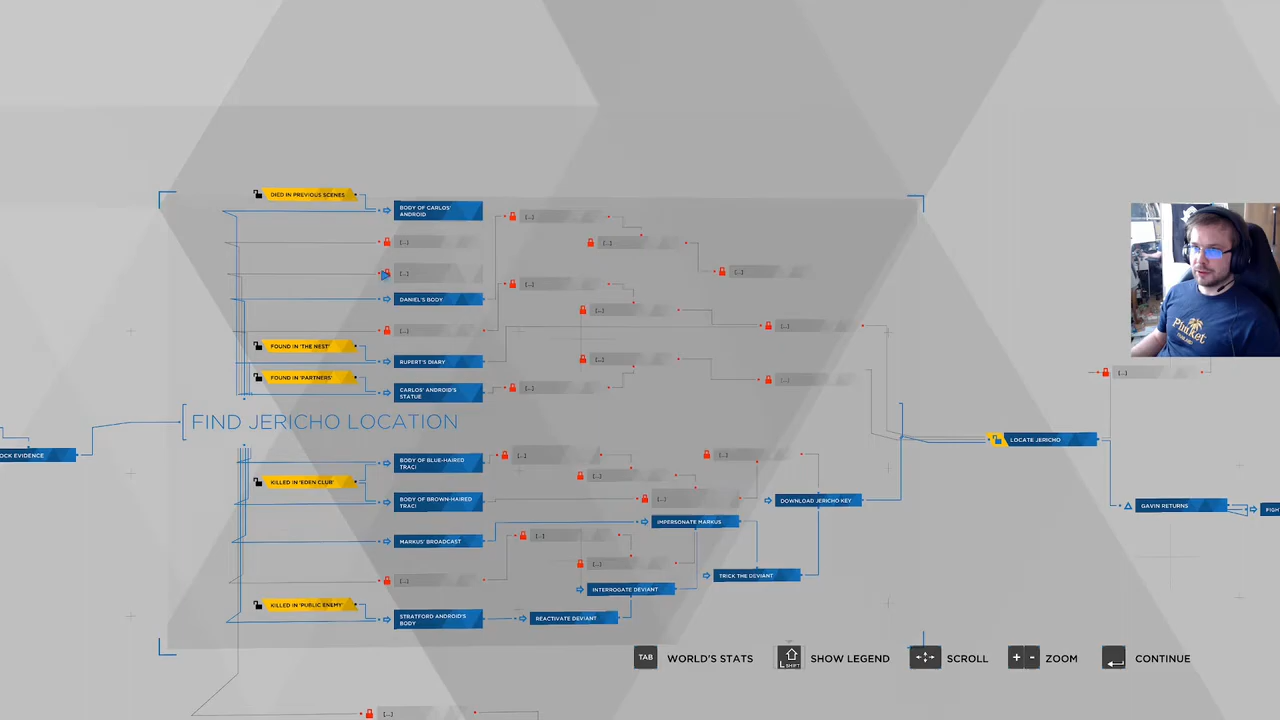 DIED IN PREVIOUS SCENES
BODY OF CARLOS'
ANDROID
[...]
[...]
[...]
[...]
[...]
[...]
DANIEL'S BODY
[...]
[...]
[...]
[...]
FOUND IN 'THE NEST'
RUPERT'S DIARY
[...]
[...]
FOUND IN 'PARTNERS'
CARLOS' ANDROID'S
STATUE
[...]
[...]
FIND JERICHO LOCATION
LOCATE JERICHO
OCK EVIDENCE
BODY OF BLUE-HAIRED
TRACI
[...]
[...]
[...]
KILLED IN 'EDEN CLUB'
BODY OF BROWN-HAIRED
TRACI
[...]
DOWNLOAD JERICHO KEY
GAVIN RETURNS
FIGH
IMPERSONATE MARKUS
MARKUS' BROADCAST
[...]
[...]
[...]
TRICK THE DEVIANT
INTERROGATE DEVIANT
KILLED IN 'PUBLIC ENEMY'
STRATFORD ANDROID'S
BODY
REACTIVATE DEVIANT
TAB WORLD'S STATS
L SHIFT SHOW LEGEND
SCROLL
+ - ZOOM
CONTINUE
[...]
PHUKET